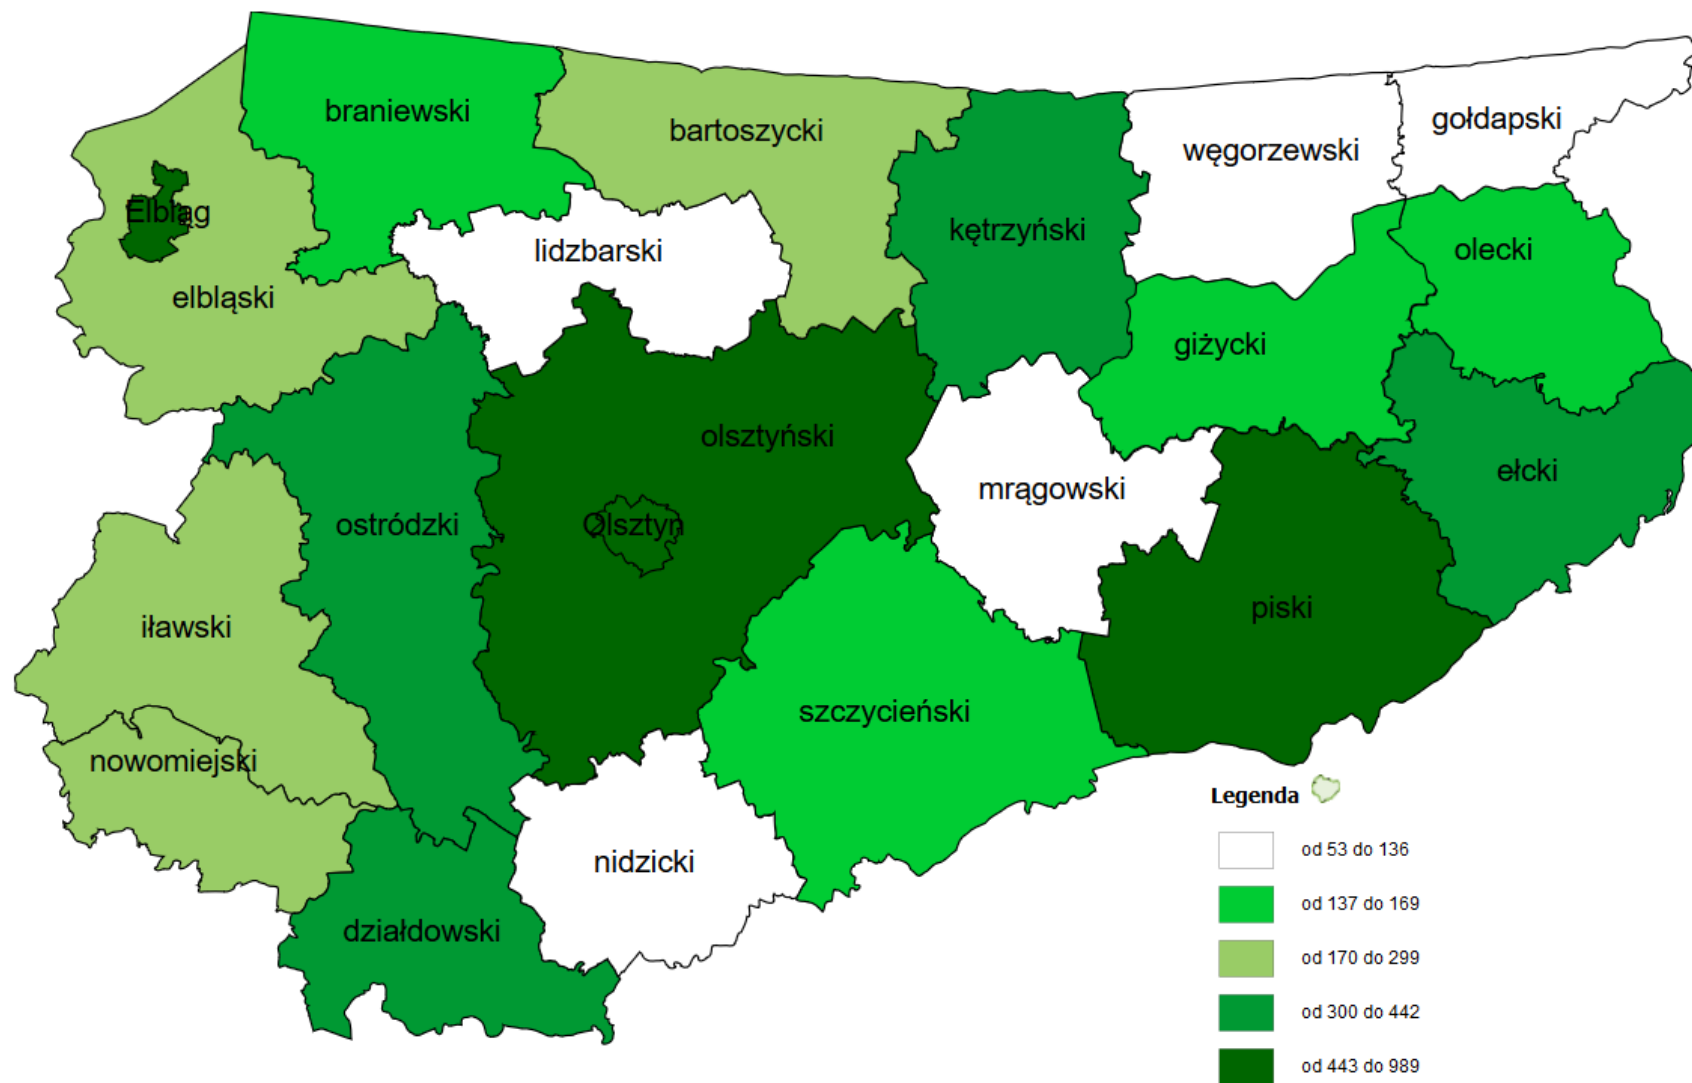 braniewski
bartoszycki
gołdapski
węgorzewski
Elbląg
kętrzyński
lidzbarski
olecki
elbląski
giżycki
olsztyński
ełcki
mrągowski
ostródzki
Olsztyn
piski
iławski
szczycieński
nowomiejski
nidzicki
działdowski
Legenda
od 53 do 136
od 137 do 169
od 170 do 299
od 300 do 442
od 443 do 989